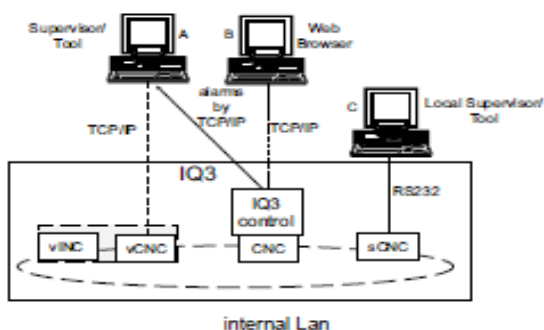 Supervisor/
Tool
A
B
Web
Browser
alarms
by
TCP/IP
TCP/IP
TCP/IP
C
Local Supervisor/
Tool
IQ3
RS232
IQ3
control
vINC
vCNC
CNC
sCNC
internal Lan